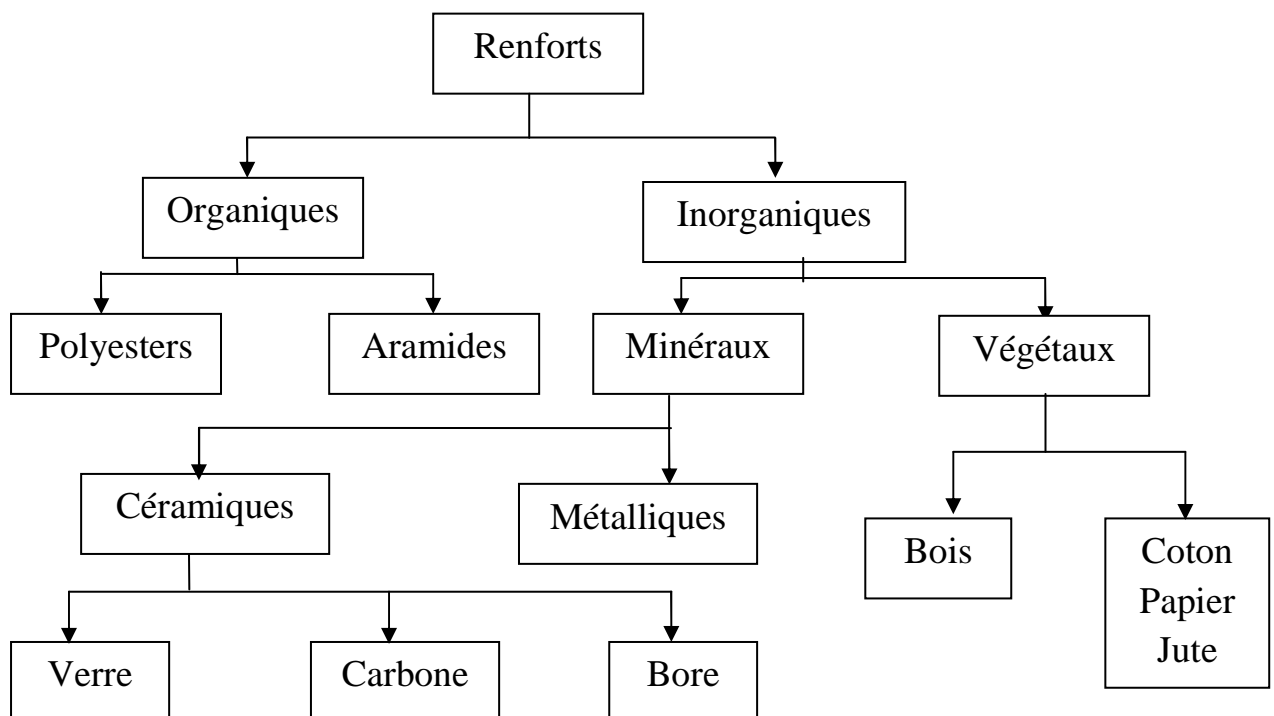 Renforts
Organiques
Inorganiques
Polyesters
Aramides
Minéraux
Végétaux
Céramiques
Métalliques
Bois
Coton
Papier
Jute
Verre
Carbone
Bore